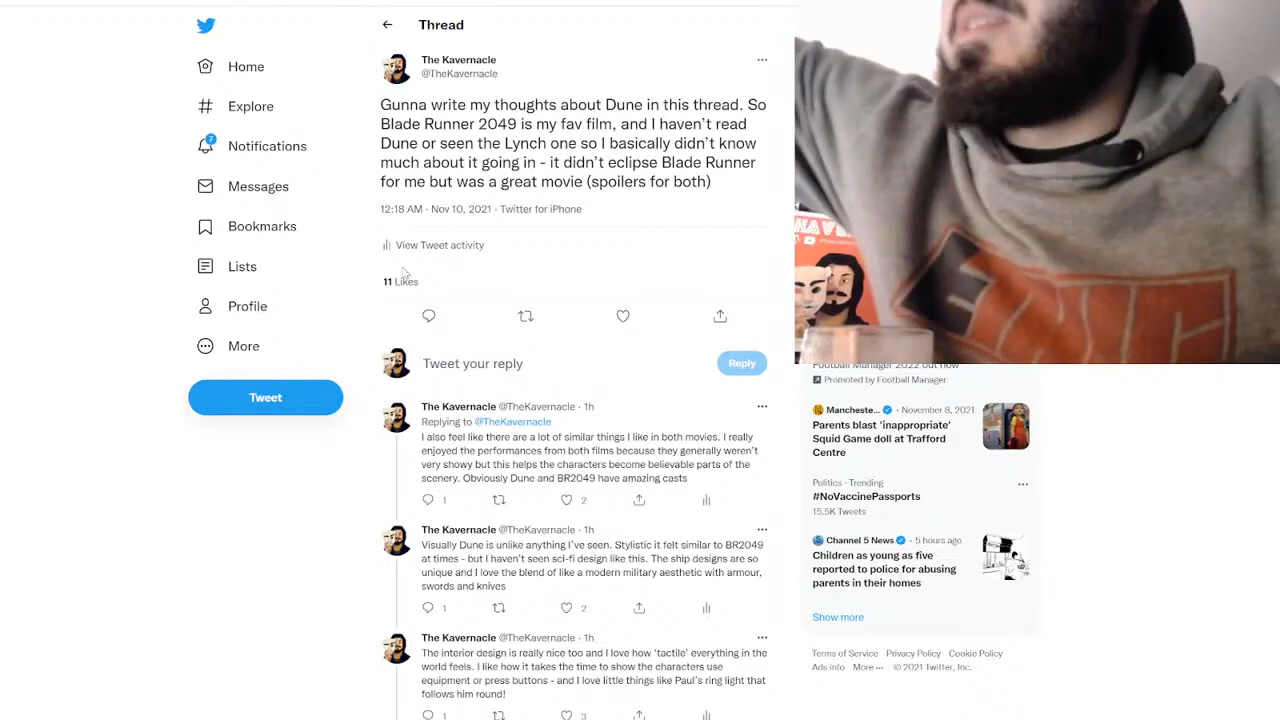 Thread
The Kavernacle
@TheKavernacle
Gunna write my thoughts about Dune in this thread. So
Blade Runner 2049 is my fav film, and I haven't read
Dune or seen the Lynch one so I basically didn't know
much about it going in - it didn't eclipse Blade Runner
for me but was a great movie (spoilers for both)
12:18 AM · Nov 10, 2021 · Twitter for iPhone
View Tweet activity
11 Likes
Tweet your reply
Reply
The Kavernacle @TheKavernacle · 1h
Replying to @TheKavernacle
I also feel like there are a lot of similar things I like in both movies. I really
enjoyed the performances from both films because they generally weren't
very showy but this helps the characters become believable parts of the
scenery. Obviously Dune and BR2049 have amazing casts
1
2
The Kavernacle @TheKavernacle · 1h
Visually Dune is unlike anything I've seen. Stylistic it felt similar to BR2049
at times - but I haven't seen sci-fi design like this. The ship designs are so
unique and I love the blend of like a modern military aesthetic with armour,
swords and knives
1
2
The Kavernacle @TheKavernacle · 1h
The interior design is really nice too and I love how 'tactile' everything in the
world feels. I like how it takes the time to show the characters use
equipment or press buttons - and I love little things like Paul's ring light that
follows him round!
1
3
Home
Explore
7
Notifications
Messages
Bookmarks
Lists
Profile
More
Tweet
Football Manager 2022 out now
Promoted by Football Manager
Mancheste... · November 8, 2021
Parents blast 'inappropriate'
Squid Game doll at Trafford
Centre
Politics · Trending
#NoVaccinePassports
15.5K Tweets
Channel 5 News · 5 hours ago
Children as young as five
reported to police for abusing
parents in their homes
Show more
Terms of Service Privacy Policy Cookie Policy
Ads info More ··· © 2021 Twitter, Inc.